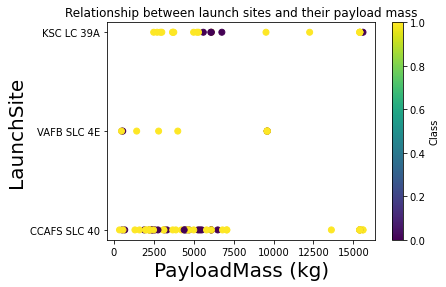 Relationship between launch sites and their payload mass
LaunchSite
KSC LC 39A
VAFB SLC 4E
CCAFS SLC 40
0 2500 5000 7500 10000 12500 15000
PayloadMass (kg)
1.0
0.8
0.6
0.4
0.2
0.0
Class